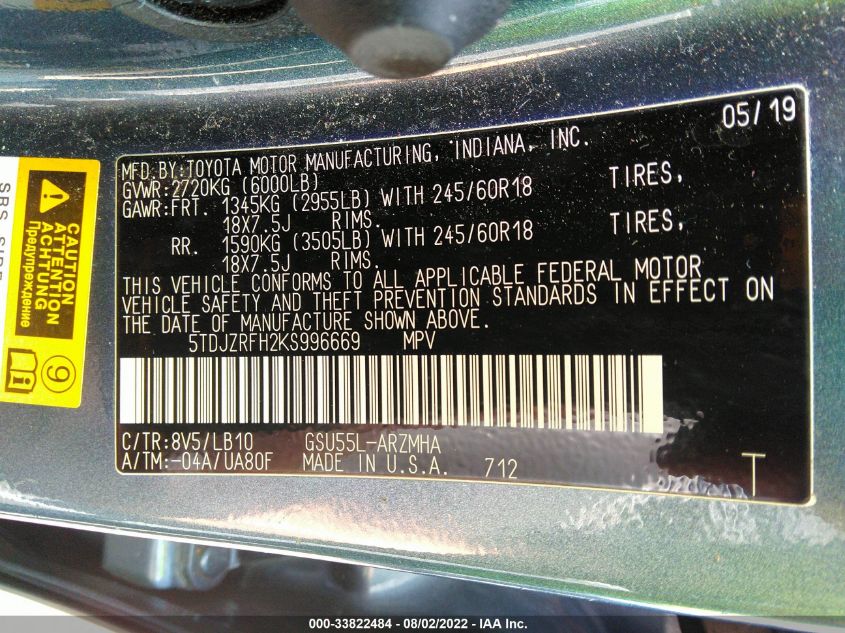 05/19
MFD.BY:TOYOTA MOTOR MANUFACTURING, INDIANA, INC.
GVWR:2720KG (6000LB)
GAWR:FRT. 1345KG (2955LB) WITH 245/60R18 TIRES,
18X7.5J RIMS.
RR. 1590KG (3505LB) WITH 245/60R18 TIRES,
18X7.5J RIMS.
THIS VEHICLE CONFORMS TO ALL APPLICABLE FEDERAL MOTOR
VEHICLE SAFETY AND THEFT PREVENTION STANDARDS IN EFFECT ON
THE DATE OF MANUFACTURE SHOWN ABOVE.
5TDJZRFH2KS996669 MPV
C/TR:8V5/LB10 GSU55L-ARZMHA
A/TM:-04A/UA80F MADE IN U.S.A. 712
T
CAUTION
ATTENTION
ACHTUNG
Предупреждение
9
SRS SIDE
000-33822484 - 08/02/2022 - IAA Inc.